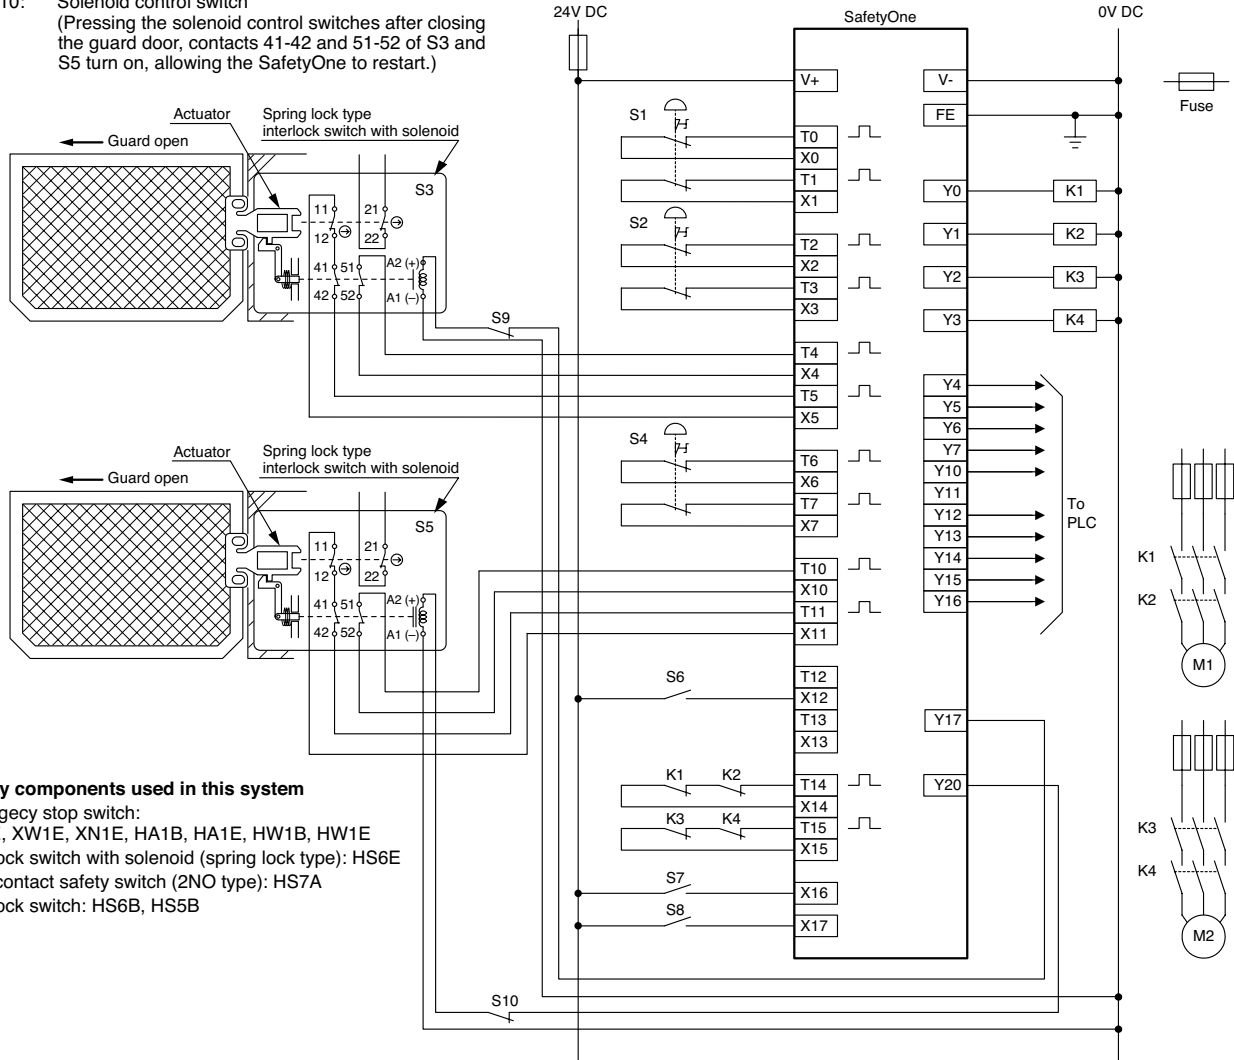 10: Solenoid control switch
(Pressing the solenoid control switches after closing
the guard door, contacts 41-42 and 51-52 of S3 and
S5 turn on, allowing the SafetyOne to restart.)
24V DC
SafetyOne
0V DC
Fuse
Actuator
Spring lock type
interlock switch with solenoid
Guard open
S3
11
21
12
22
41 51
A2 (+)
42 52
A1 (–)
S9
Actuator
Spring lock type
interlock switch with solenoid
Guard open
S5
11
21
12
22
41 51
A2 (+)
42 52
A1 (–)
S10
S1
S2
S4
S6
K1 K2
K3 K4
S7
S8
V+
T0
X0
T1
X1
T2
X2
T3
X3
T4
X4
T5
X5
T6
X6
T7
X7
T10
X10
T11
X11
T12
X12
T13
X13
T14
X14
T15
X15
X16
X17
V-
FE
Y0 K1
Y1 K2
Y2 K3
Y3 K4
Y4
Y5
Y6
Y7
Y10
Y11
Y12
Y13
Y14
Y15
Y16
To
PLC
Y17
Y20
K1
K2
M1
K3
K4
M2
y components used in this system
gecy stop switch:
, XW1E, XN1E, HA1B, HA1E, HW1B, HW1E
ock switch with solenoid (spring lock type): HS6E
contact safety switch (2NO type): HS7A
ock switch: HS6B, HS5B